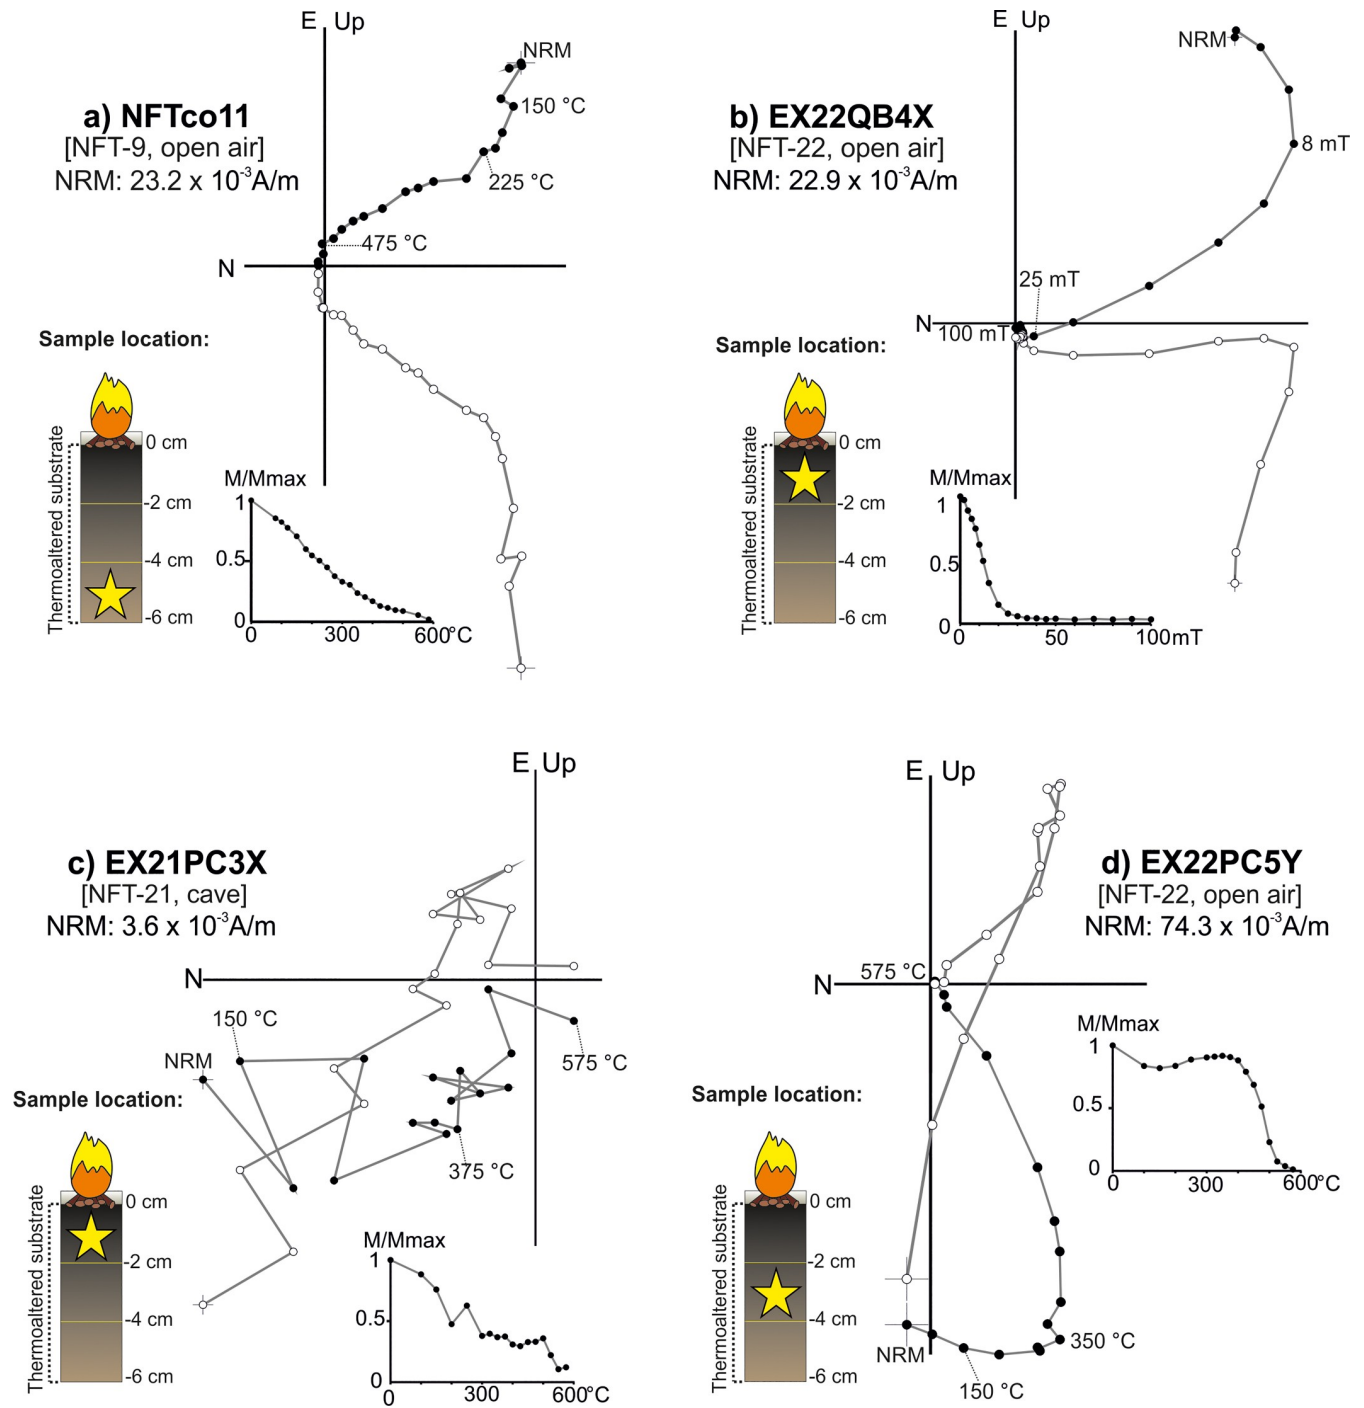 E Up
NRM
150 °C
a) NFTco11
[NFT-9, open air]
NRM: 23.2 x 10-3A/m
225 °C
475 °C
N
Sample location:
Thermoaltered substrate
0 cm
-2 cm
-4 cm
-6 cm
M/Mmax
1
0.5
0
0 300 600°C
E Up
NRM
b) EX22QB4X
[NFT-22, open air]
NRM: 22.9 x 10-3A/m
8 mT
25 mT
N
100 mT
Sample location:
Thermoaltered substrate
0 cm
-2 cm
-4 cm
-6 cm
M/Mmax
1
0.5
0
0 50 100mT
E Up
c) EX21PC3X
[NFT-21, cave]
NRM: 3.6 x 10-3A/m
N
150 °C
NRM
575 °C
375 °C
Sample location:
Thermoaltered substrate
0 cm
-2 cm
-4 cm
-6 cm
M/Mmax
1
0.5
0
0 300 600°C
E Up
d) EX22PC5Y
[NFT-22, open air]
NRM: 74.3 x 10-3A/m
575 °C
N
NRM
150 °C
350 °C
Sample location:
Thermoaltered substrate
0 cm
-2 cm
-4 cm
-6 cm
M/Mmax
1
0.5
0
0 300 600°C